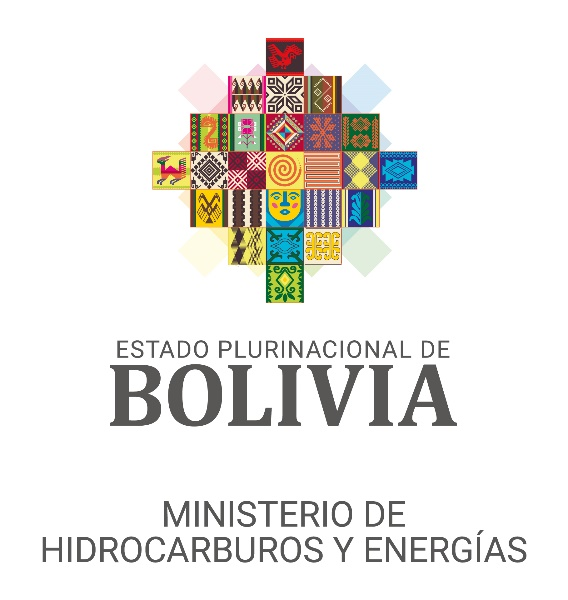 ESTADO PLURINACIONAL DE
BOLIVIA
MINISTERIO DE
HIDROCARBUROS Y ENERGÍAS